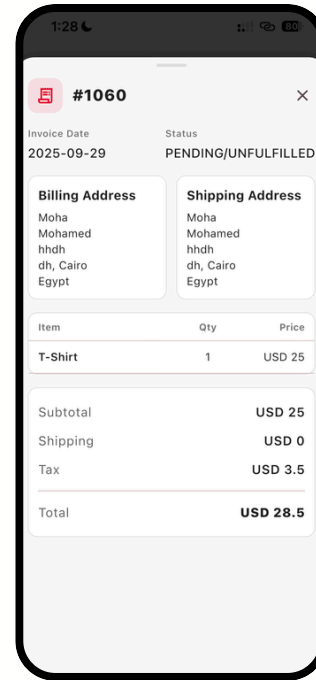 1:28
80
#1060
Invoice Date
Status
2025-09-29
PENDING/UNFULFILLED
Billing Address
Moha
Mohamed
hhdh
dh, Cairo
Egypt
Shipping Address
Moha
Mohamed
hhdh
dh, Cairo
Egypt
Item Qty Price
T-Shirt 1 USD 25
Subtotal USD 25
Shipping USD 0
Tax USD 3.5
Total USD 28.5